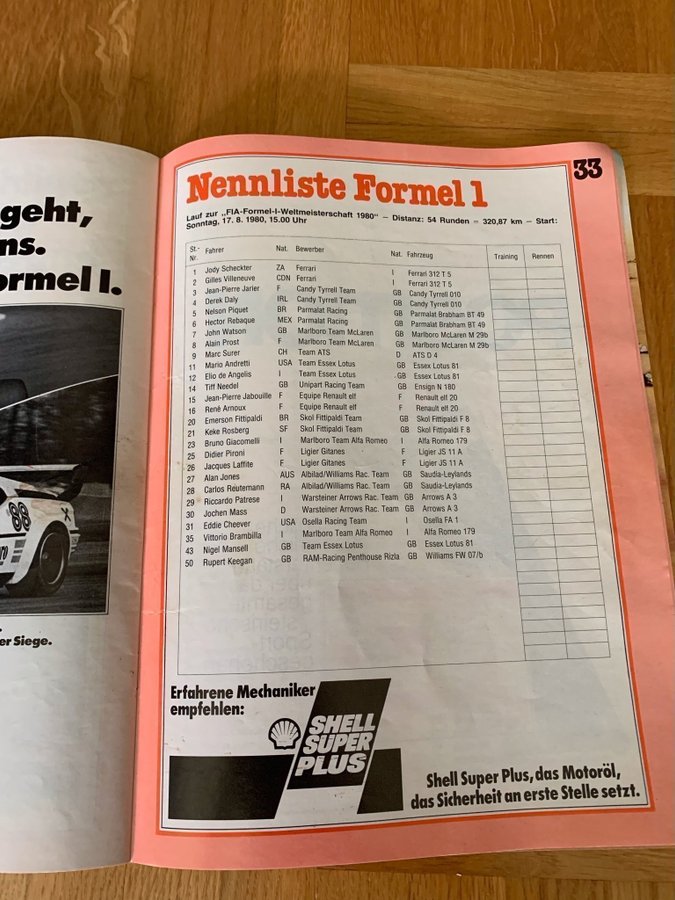 geht,
ns.
ormel I.
88
er Siege.
33
Nennliste Formel 1
Lauf zur „FIA-Formel-I-Weltmeisterschaft 1980“ – Distanz: 54 Runden – 320,87 km – Start:
Sonntag, 17. 8. 1980, 15.00 Uhr
St.-Nr. Fahrer Nat. Bewerber Nat. Fahrzeug Training Rennen
1 Jody Scheckter ZA Ferrari I Ferrari 312 T 5
2 Gilles Villeneuve CDN Ferrari I Ferrari 312 T 5
3 Jean-Pierre Jarier F Candy Tyrrell Team GB Candy Tyrrell 010
4 Derek Daly IRL Candy Tyrrell Team GB Candy Tyrrell 010
5 Nelson Piquet BR Parmalat Racing GB Parmalat Brabham BT 49
6 Hector Rebaque MEX Parmalat Racing GB Parmalat Brabham BT 49
7 John Watson GB Marlboro Team McLaren GB Marlboro McLaren M 29b
8 Alain Prost F Marlboro Team McLaren GB Marlboro McLaren M 29b
9 Marc Surer CH Team ATS D ATS D 4
11 Mario Andretti USA Team Essex Lotus GB Essex Lotus 81
12 Elio de Angelis I Team Essex Lotus GB Essex Lotus 81
14 Tiff Needel GB Unipart Racing Team GB Ensign N 180
15 Jean-Pierre Jabouille F Equipe Renault elf F Renault elf 20
16 René Arnoux F Equipe Renault elf F Renault elf 20
20 Emerson Fittipaldi BR Skol Fittipaldi Team GB Skol Fittipaldi F 8
21 Keke Rosberg SF Skol Fittipaldi Team GB Skol Fittipaldi F 8
23 Bruno Giacomelli I Marlboro Team Alfa Romeo I Alfa Romeo 179
25 Didier Pironi F Ligier Gitanes F Ligier JS 11 A
26 Jacques Laffite F Ligier Gitanes F Ligier JS 11 A
27 Alan Jones AUS Albilad/Williams Rac. Team GB Saudia-Leylands
28 Carlos Reutemann RA Albilad/Williams Rac. Team GB Saudia-Leylands
29 Riccardo Patrese I Warsteiner Arrows Rac. Team GB Arrows A 3
30 Jochen Mass D Warsteiner Arrows Rac. Team GB Arrows A 3
31 Eddie Cheever USA Osella Racing Team I Osella FA 1
35 Vittorio Brambilla I Marlboro Team Alfa Romeo I Alfa Romeo 179
43 Nigel Mansell GB Team Essex Lotus GB Essex Lotus 81
50 Rupert Keegan GB RAM-Racing Penthouse Rizla GB Williams FW 07/b
Erfahrene Mechaniker
empfehlen:
SHELL
SUPER
PLUS
Shell Super Plus, das Motoröl,
das Sicherheit an erste Stelle setzt.